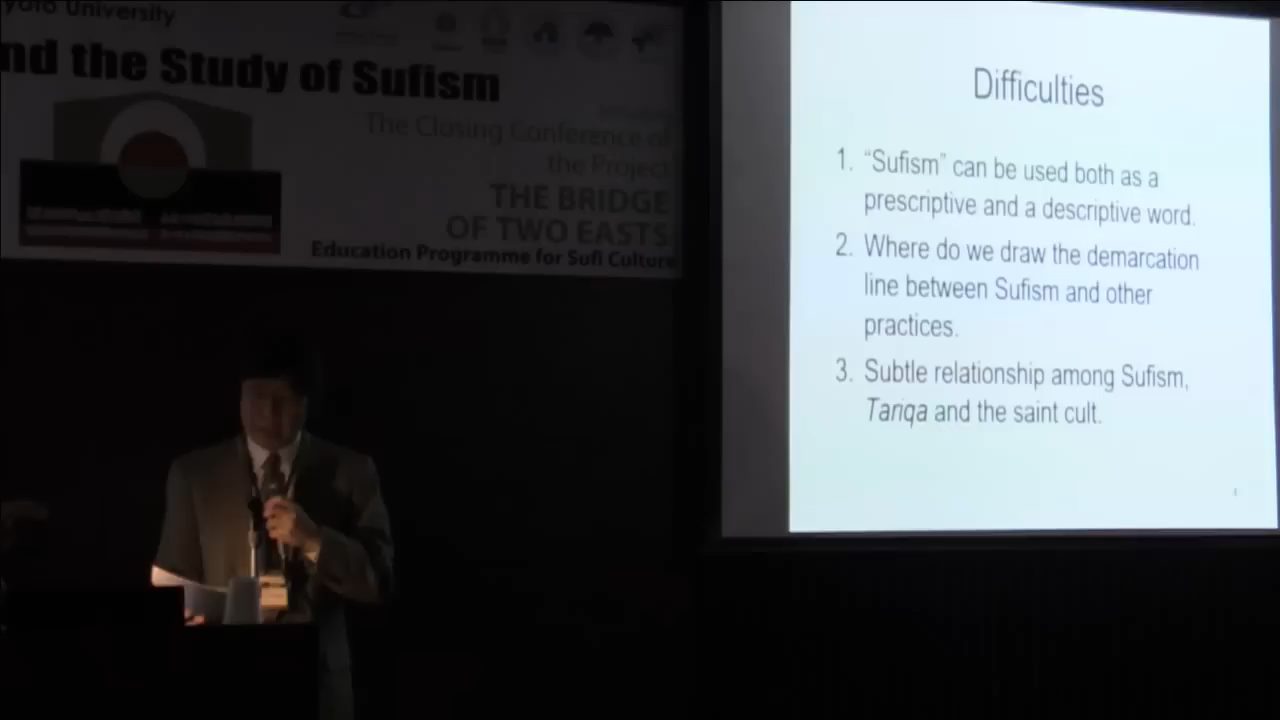 University
nd the Study of Sufism
The Closing Conference of
the Project
THE BRIDGE
OF TWO EASTS
Education Programme for Sufi Culture
Difficulties
1. “Sufism” can be used both as a
prescriptive and a descriptive word.
2. Where do we draw the demarcation
line between Sufism and other
practices.
3. Subtle relationship among Sufism,
Tariqa and the saint cult.